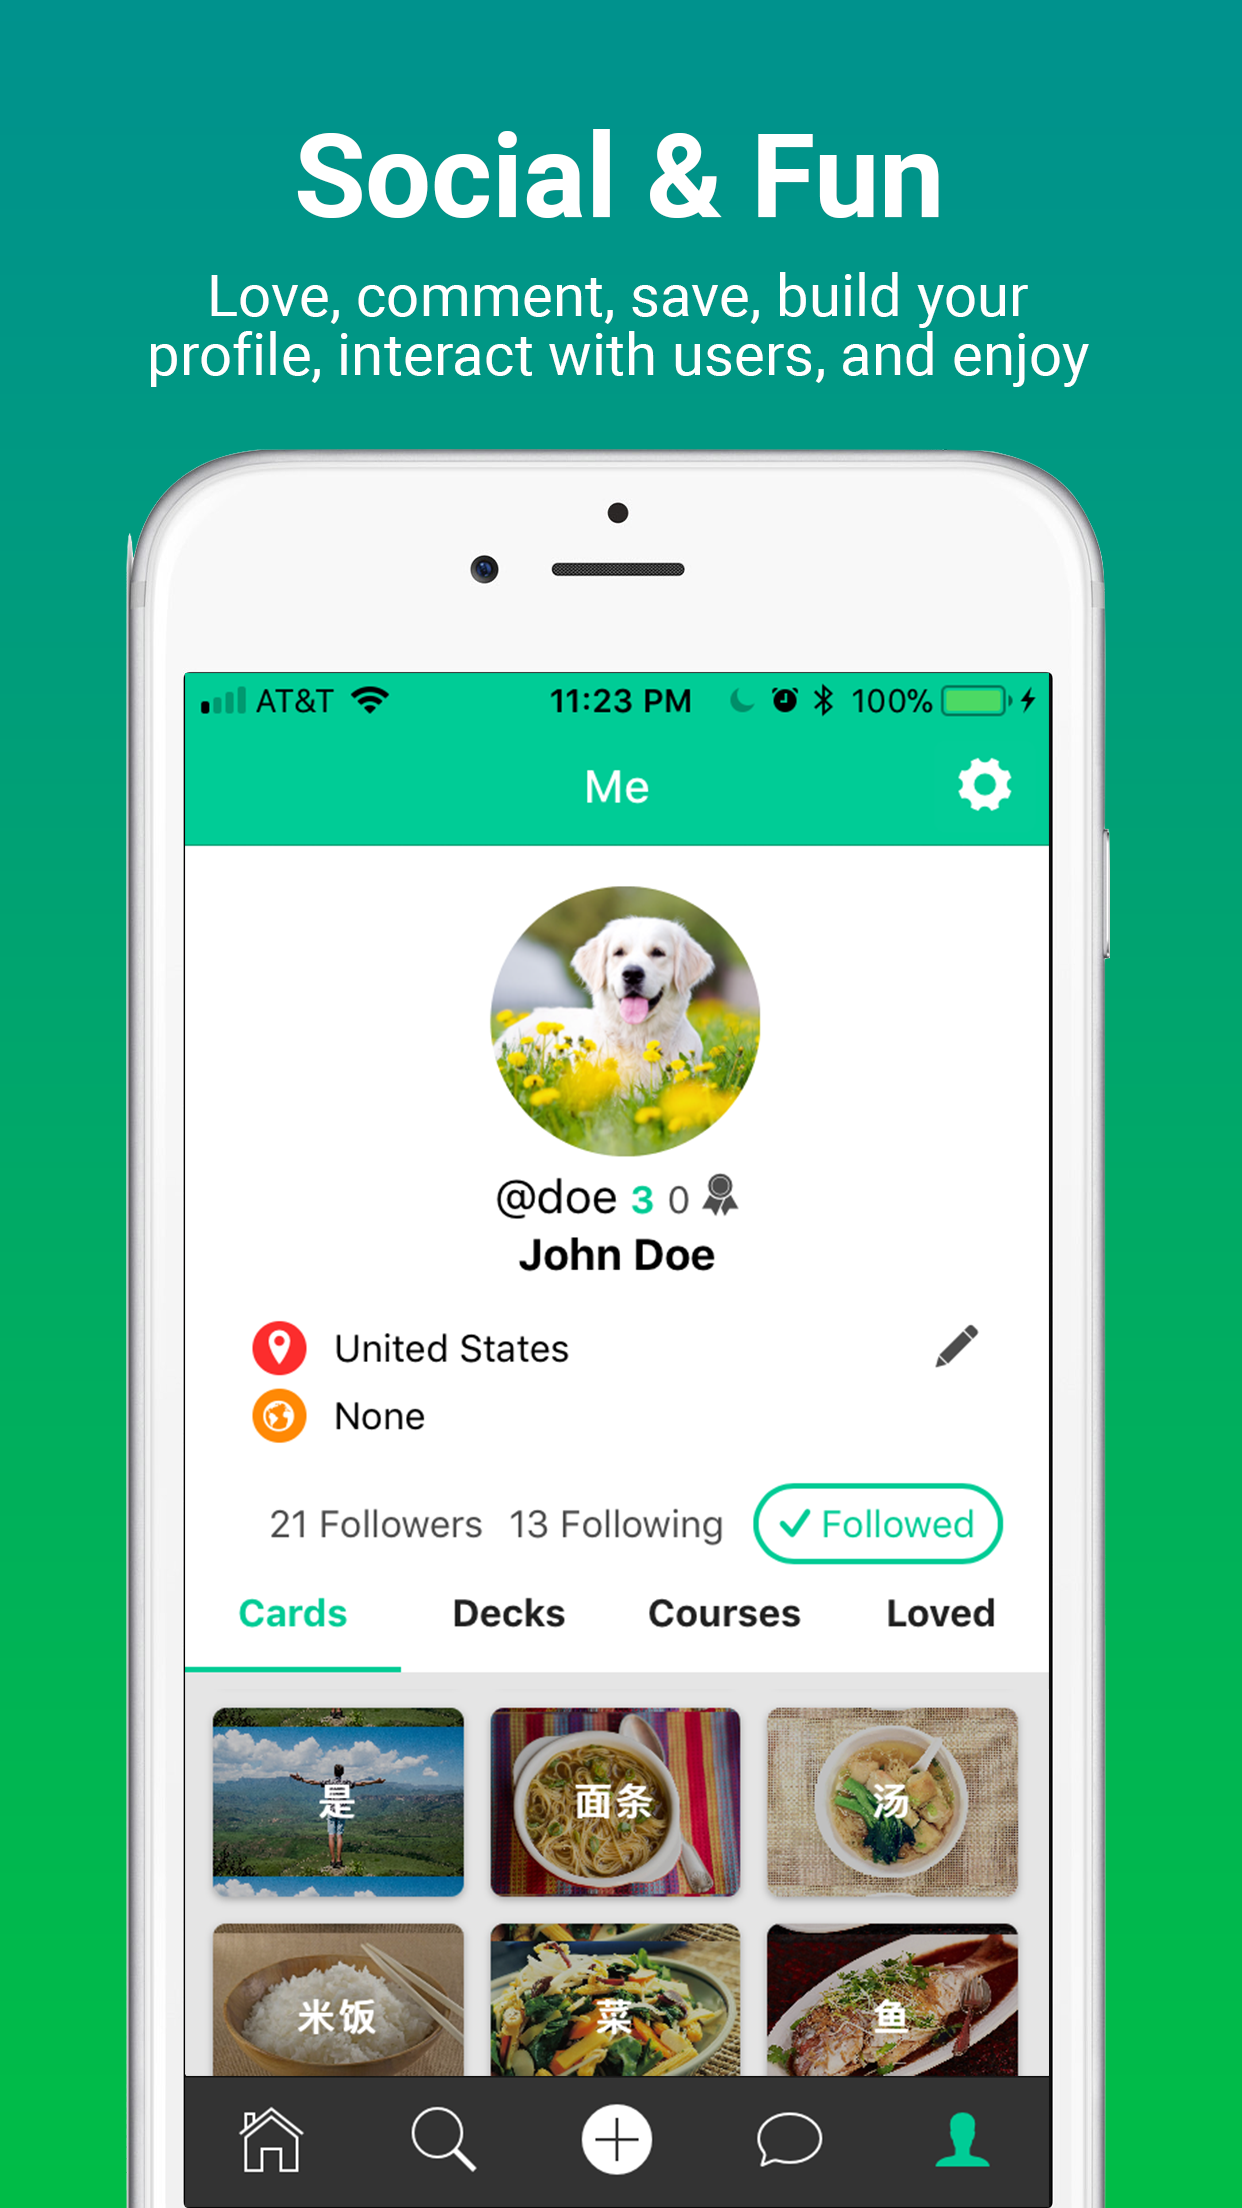 Social & Fun
Love, comment, save, build your
profile, interact with users, and enjoy
AT&T 11:23 PM 100%
Me
@doe 3 0
John Doe
United States
None
21 Followers 13 Following Followed
Cards Decks Courses Loved
是 面条 汤
米饭 菜 鱼